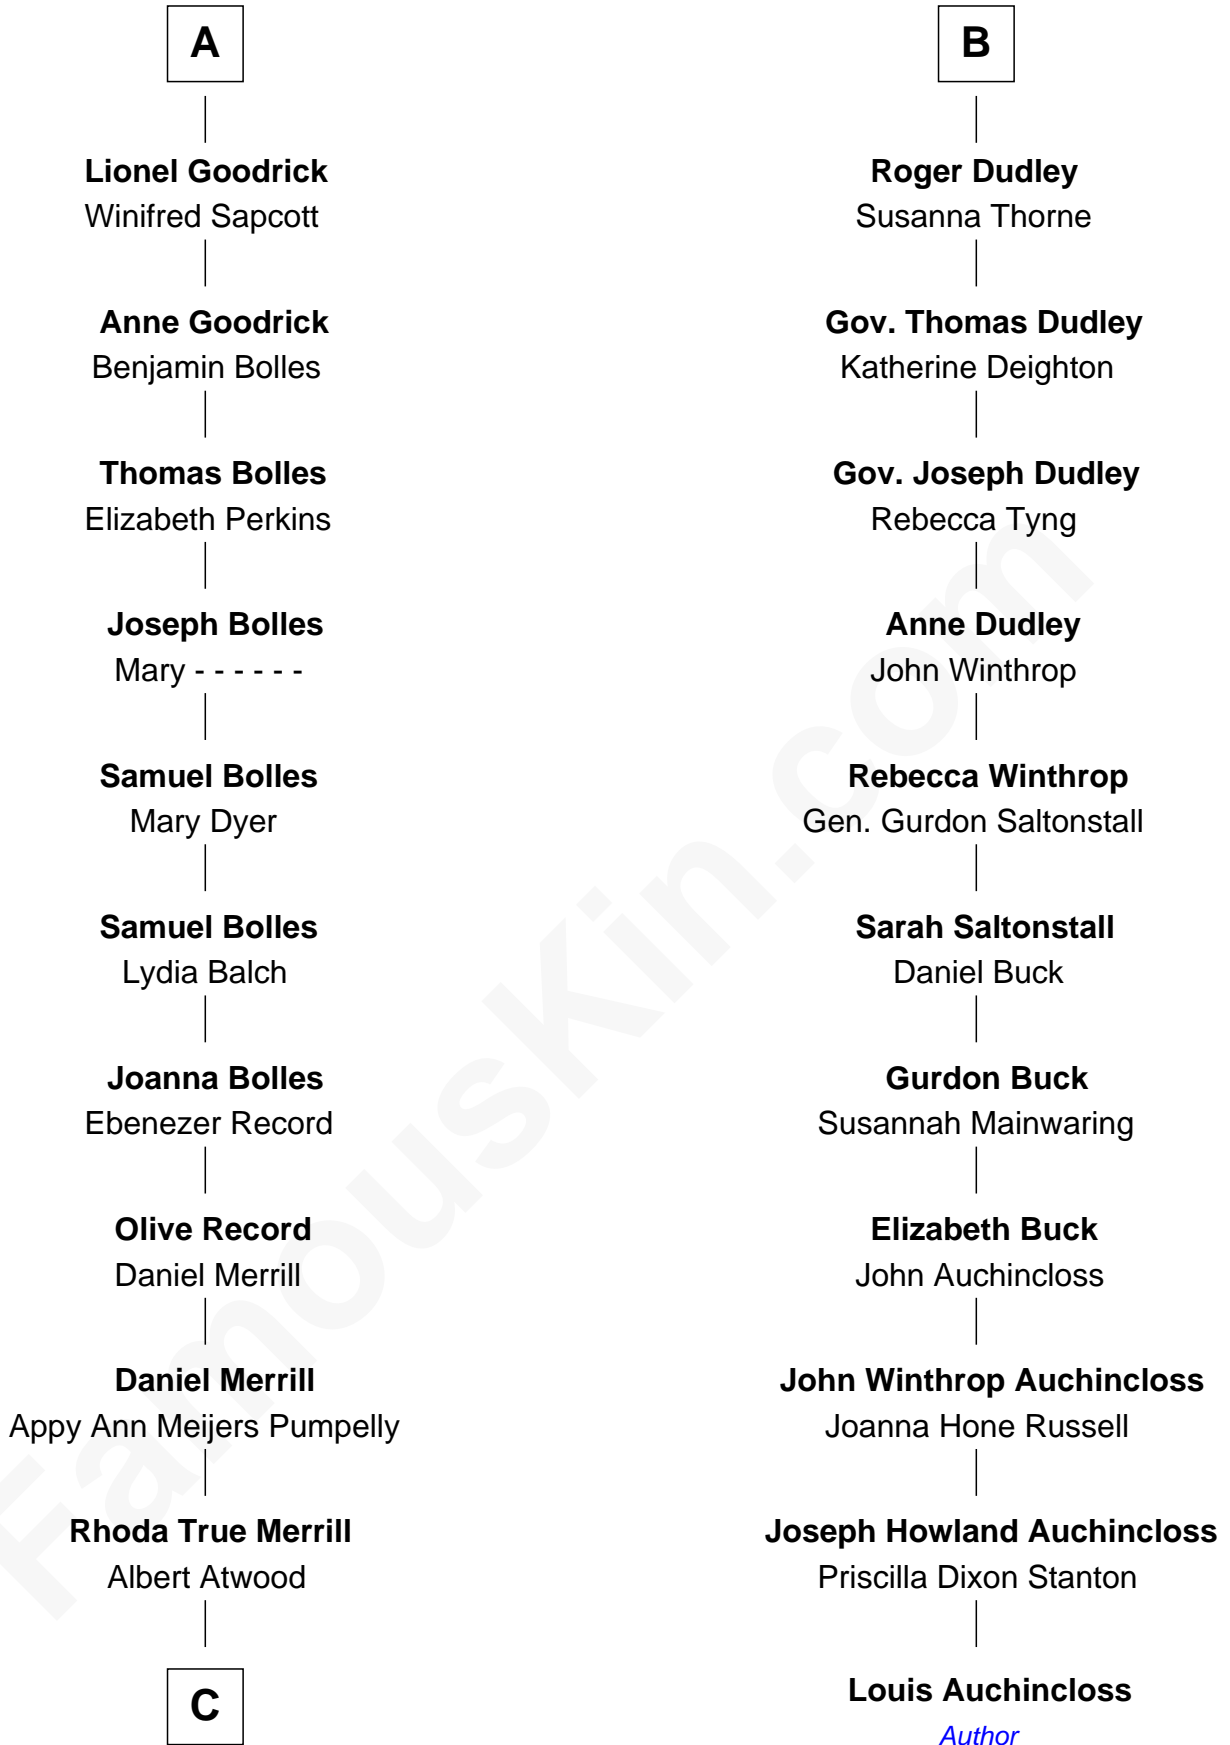 A
Lionel Goodrick
Winifred Sapcott
Anne Goodrick
Benjamin Bolles
Thomas Bolles
Elizabeth Perkins
Joseph Bolles
Mary - - - - - -
Samuel Bolles
Mary Dyer
Samuel Bolles
Lydia Balch
Joanna Bolles
Ebenezer Record
Olive Record
Daniel Merrill
Daniel Merrill
Appy Ann Meijers Pumpelly
Rhoda True Merrill
Albert Atwood
C
B
Roger Dudley
Susanna Thorne
Gov. Thomas Dudley
Katherine Deighton
Gov. Joseph Dudley
Rebecca Tyng
Anne Dudley
John Winthrop
Rebecca Winthrop
Gen. Gurdon Saltonstall
Sarah Saltonstall
Daniel Buck
Gurdon Buck
Susannah Mainwaring
Elizabeth Buck
John Auchincloss
John Winthrop Auchincloss
Joanna Hone Russell
Joseph Howland Auchincloss
Priscilla Dixon Stanton
Louis Auchincloss
Author
FamousKin.com